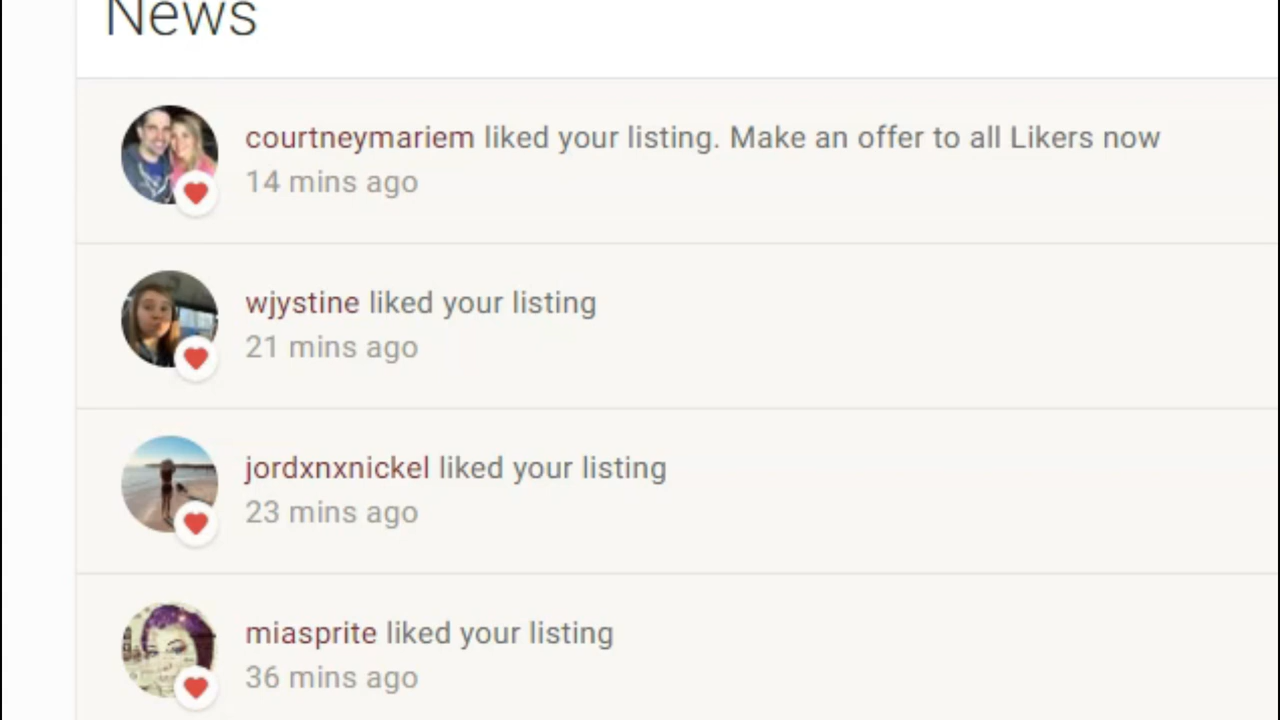 News
courtneymariem liked your listing. Make an offer to all Likers now
14 mins ago
wjystine liked your listing
21 mins ago
jordxnxnickel liked your listing
23 mins ago
miasprite liked your listing
36 mins ago